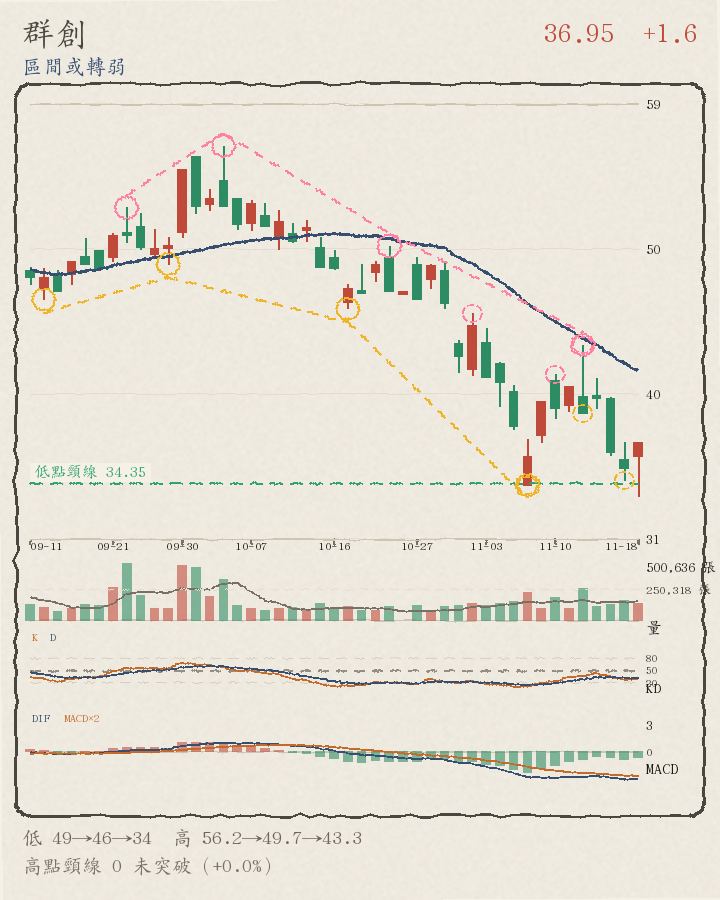 群創 36.95 +1.6
區間或轉弱
59
50
40
低點頸線 34.35
31
09-11 09-21 09-30 10-07 10-16 10-27 11-03 11-10 11-18
500,636 張
250,318 張
量
K D
80
50
20
KD
DIF MACD×2
3
0
MACD
低 49→46→34 高 56.2→49.7→43.3
高點頸線 0 未突破 (+0.0%)